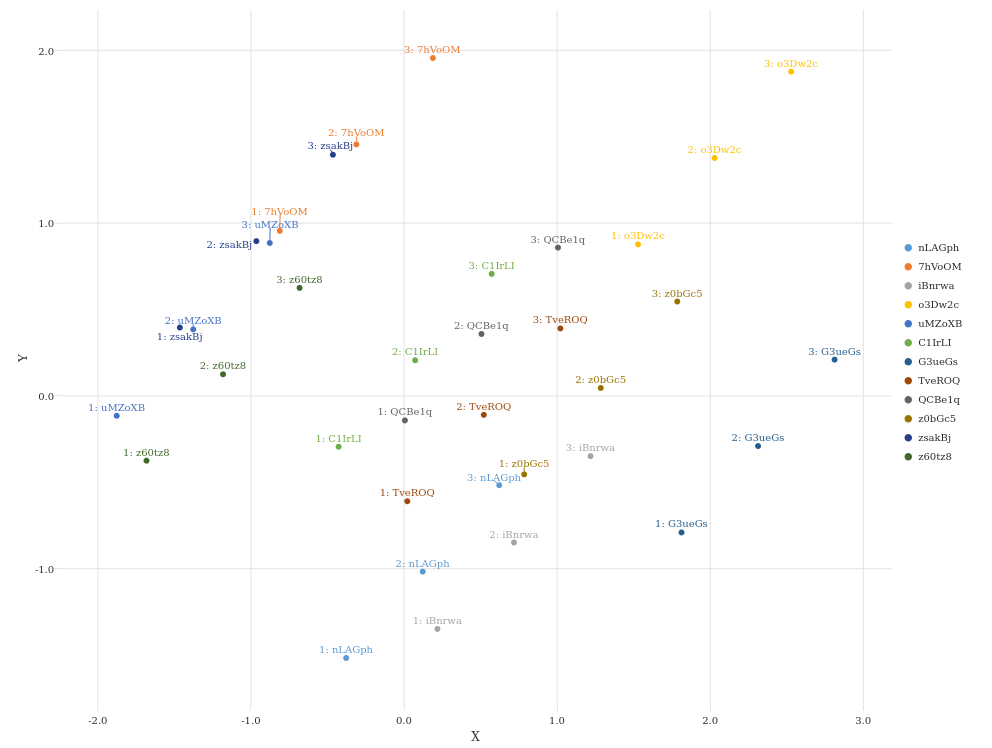 3: 7hVoOM
2.0
3: o3Dw2c
2: 7hVoOM
3: zsakBj
2: o3Dw2c
1: 7hVoOM
3: uMZoXB
1.0
2: zsakBj
3: QCBe1q
1: o3Dw2c
3: C1IrLI
3: z60tz8
3: z0bGc5
2: uMZoXB
1: zsakBj
2: QCBe1q
3: TveROQ
2: C1IrLI
3: G3ueGs
2: z60tz8
2: z0bGc5
Y
0.0
1: uMZoXB
1: QCBe1q
2: TveROQ
1: C1IrLI
2: G3ueGs
1: z60tz8
3: iBnrwa
1: z0bGc5
3: nLAGph
1: TveROQ
1: G3ueGs
2: iBnrwa
2: nLAGph
-1.0
1: iBnrwa
1: nLAGph
-2.0 -1.0 0.0 1.0 2.0 3.0
X
nLAGph
7hVoOM
iBnrwa
o3Dw2c
uMZoXB
C1IrLI
G3ueGs
TveROQ
QCBe1q
z0bGc5
zsakBj
z60tz8